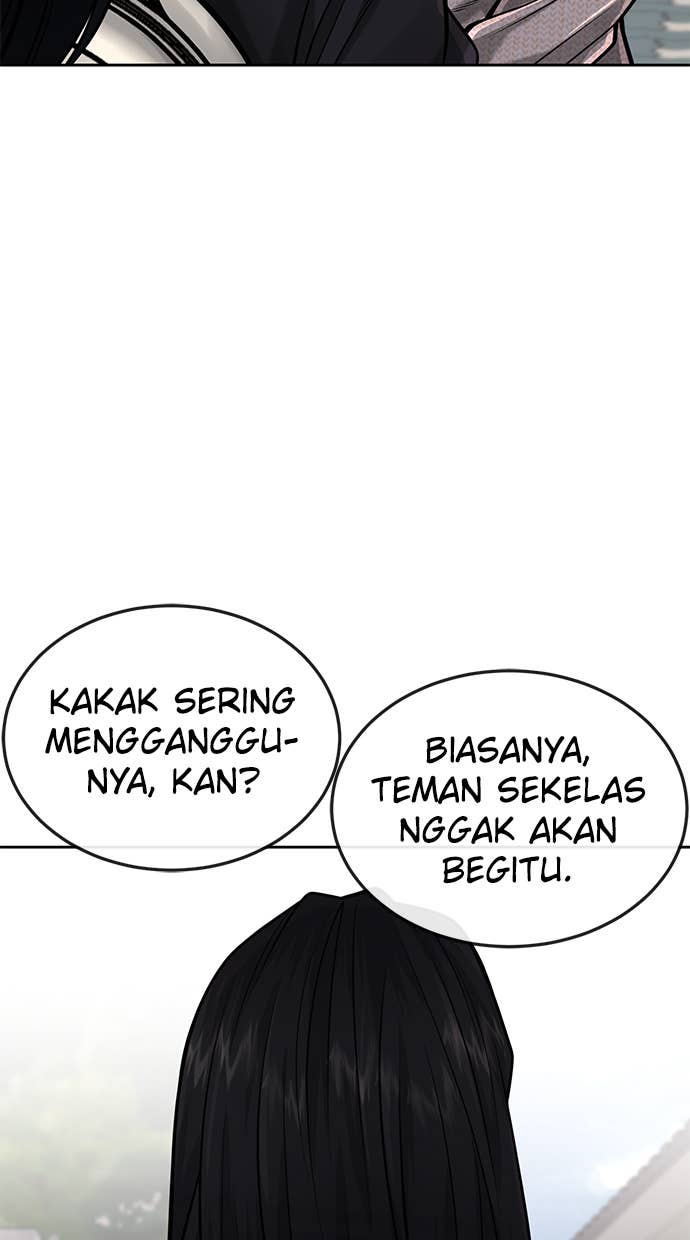 KAKAK SERING
MENGGANGGU-
NYA, KAN?
BIASANYA,
TEMAN SEKELAS
NGGAK AKAN
BEGITU.